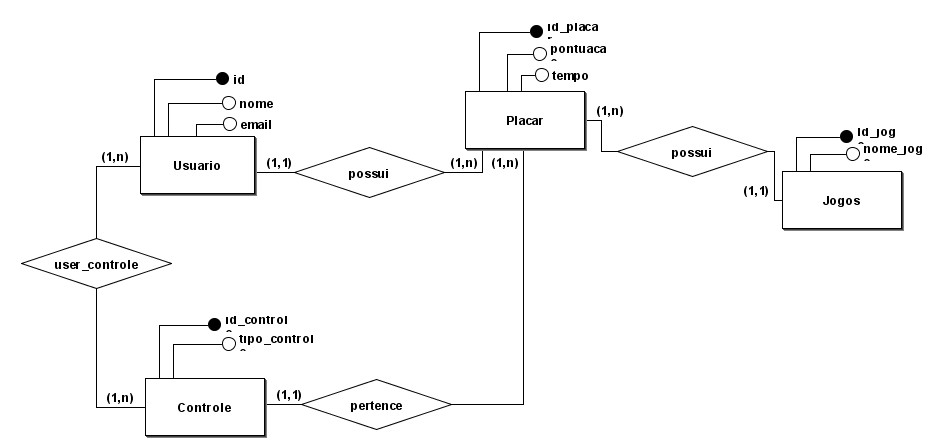 id_placa
pontuaca
tempo
Placar
id
nome
email
Usuario
(1,n)
(1,1)
possui
(1,n)
(1,n)
(1,n)
possui
(1,1)
id_jog
nome_jog
Jogos
user_controle
id_control
tipo_control
(1,n)
Controle
(1,1)
pertence